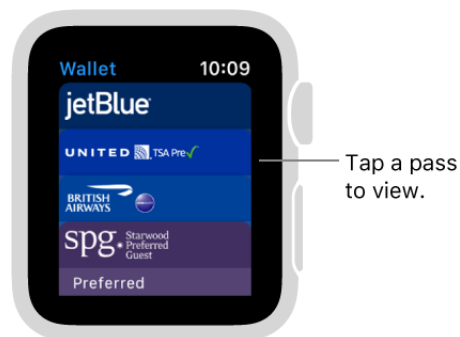 Wallet 10:09
jetBlue
UNITED TSA Pre✓
BRITISH
AIRWAYS
spg. Starwood
Preferred
Guest
Preferred
Tap a pass
to view.